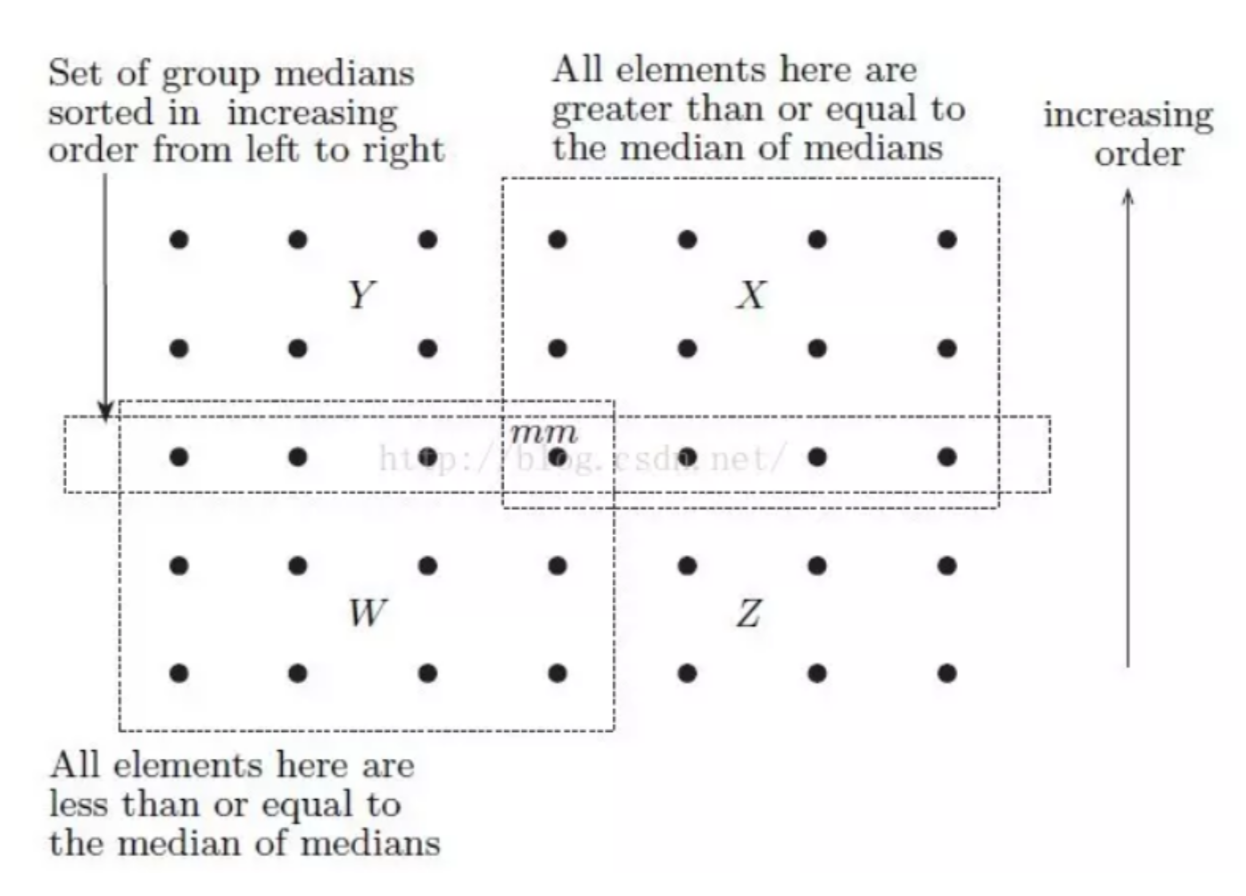 Set of group medians
sorted in increasing
order from left to right
All elements here are
greater than or equal to
the median of medians
increasing
order
Y
X
mm
http://blog.csdn.net/
W
Z
All elements here are
less than or equal to
the median of medians